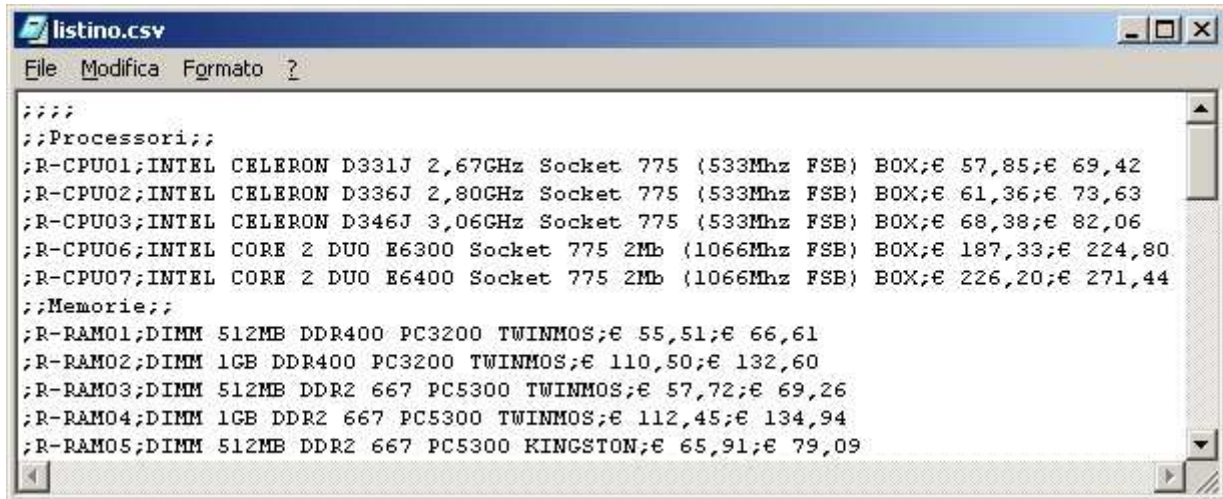 listino.csv
File Modifica Formato ?
;;;;
;;Processori;;
;R-CPU01;INTEL CELERON D331J 2,67GHz Socket 775 (533Mhz FSB) BOX;€ 57,85;€ 69,42
;R-CPU02;INTEL CELERON D336J 2,80GHz Socket 775 (533Mhz FSB) BOX;€ 61,36;€ 73,63
;R-CPU03;INTEL CELERON D346J 3,06GHz Socket 775 (533Mhz FSB) BOX;€ 68,38;€ 82,06
;R-CPU06;INTEL CORE 2 DUO E6300 Socket 775 2Mb (1066Mhz FSB) BOX;€ 187,33;€ 224,80
;R-CPU07;INTEL CORE 2 DUO E6400 Socket 775 2Mb (1066Mhz FSB) BOX;€ 226,20;€ 271,44
;;Memorie;;
;R-RAM01;DIMM 512MB DDR400 PC3200 TWINMOS;€ 55,51;€ 66,61
;R-RAM02;DIMM 1GB DDR400 PC3200 TWINMOS;€ 110,50;€ 132,60
;R-RAM03;DIMM 512MB DDR2 667 PC5300 TWINMOS;€ 57,72;€ 69,26
;R-RAM04;DIMM 1GB DDR2 667 PC5300 TWINMOS;€ 112,45;€ 134,94
;R-RAM05;DIMM 512MB DDR2 667 PC5300 KINGSTON;€ 65,91;€ 79,09